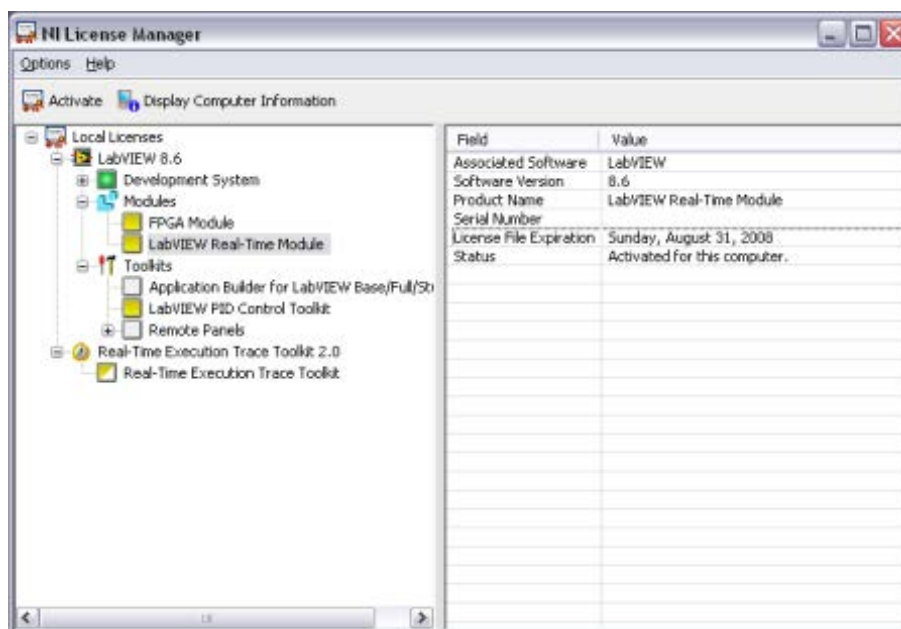 NI License Manager
Options Help
Activate Display Computer Information
Local Licenses
LabVIEW 8.6
Development System
Modules
FPGA Module
LabVIEW Real-Time Module
Toolkits
Application Builder for LabVIEW Base/Full/St
LabVIEW PID Control Toolkit
Remote Panels
Real-Time Execution Trace Toolkit 2.0
Real-Time Execution Trace Toolkit
Field Value
Associated Software LabVIEW
Software Version 8.6
Product Name LabVIEW Real-Time Module
Serial Number
License File Expiration Sunday, August 31, 2008
Status Activated for this computer.